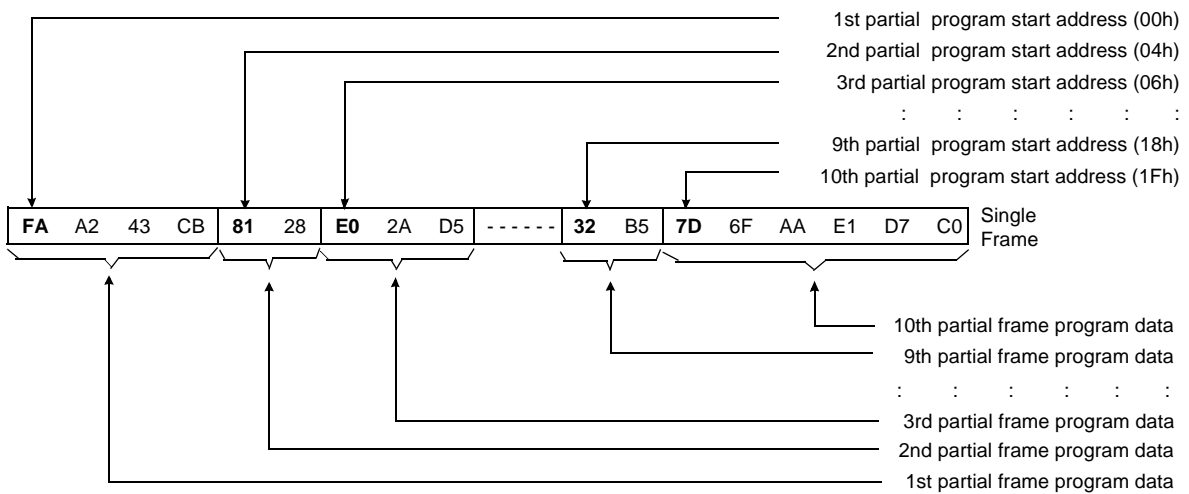 1st partial program start address (00h)
2nd partial program start address (04h)
3rd partial program start address (06h)
: : : : : :
9th partial program start address (18h)
10th partial program start address (1Fh)
FA A2 43 CB 81 28 E0 2A D5 - - - - - - 32 B5 7D 6F AA E1 D7 C0
Single
Frame
10th partial frame program data
9th partial frame program data
: : : : : :
3rd partial frame program data
2nd partial frame program data
1st partial frame program data